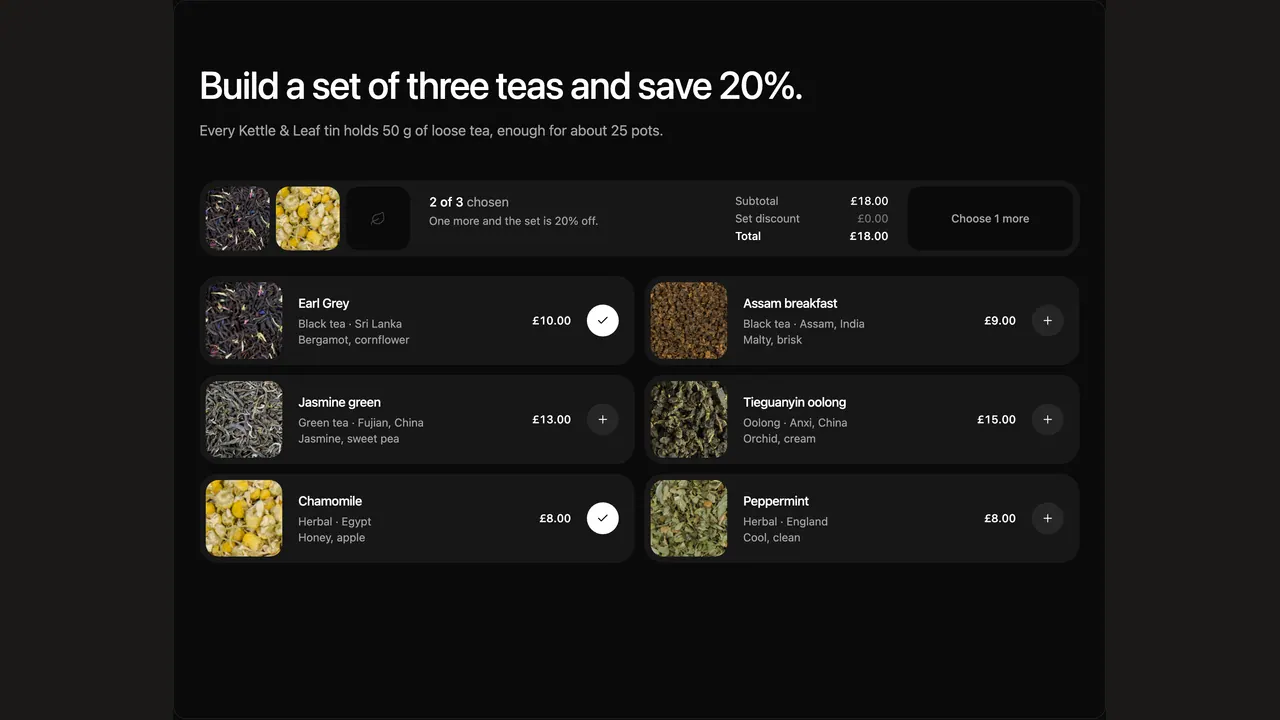 Build a set of three teas and save 20%.
Every Kettle & Leaf tin holds 50 g of loose tea, enough for about 25 pots.
2 of 3 chosen
One more and the set is 20% off.
Subtotal £18.00
Set discount £0.00
Total £18.00
Choose 1 more
Earl Grey
Black tea · Sri Lanka
Bergamot, cornflower
£10.00
Assam breakfast
Black tea · Assam, India
Malty, brisk
£9.00
Jasmine green
Green tea · Fujian, China
Jasmine, sweet pea
£13.00
Tieguanyin oolong
Oolong · Anxi, China
Orchid, cream
£15.00
Chamomile
Herbal · Egypt
Honey, apple
£8.00
Peppermint
Herbal · England
Cool, clean
£8.00